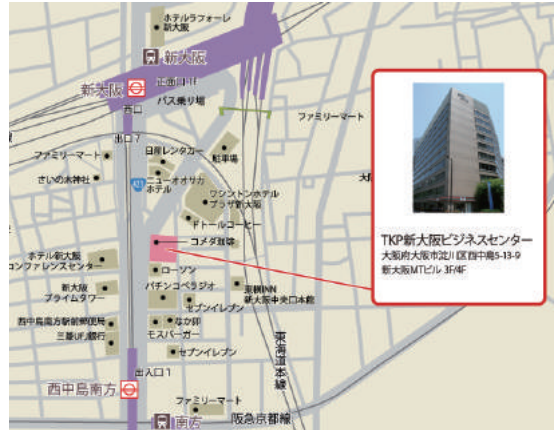 ホテルラフォーレ
新大阪
新大阪
新大阪
正面口1F
バス乗り場
西口
出口7
ファミリーマート
日産レンタカー
駐車場
ファミリーマート
さいの木神社
423
ニューオオサカ
ホテル
ワシントンホテル
プラザ新大阪
ドトールコーヒー
コメダ珈琲
ホテル新大阪
コンファレンスセンター
ローソン
新大阪
プライムタワー
パチンコベラジオ
セブンイレブン
東横INN
新大阪中央口本館
西中島南方駅前郵便局
なか卯
三菱UFJ銀行
モスバーガー
セブンイレブン
東海道本線
出入口1
西中島南方
ファミリーマート
南方
阪急京都線
TKP新大阪ビジネスセンター
大阪府大阪市淀川区西中島5-13-9
新大阪MTビル 3F/4F